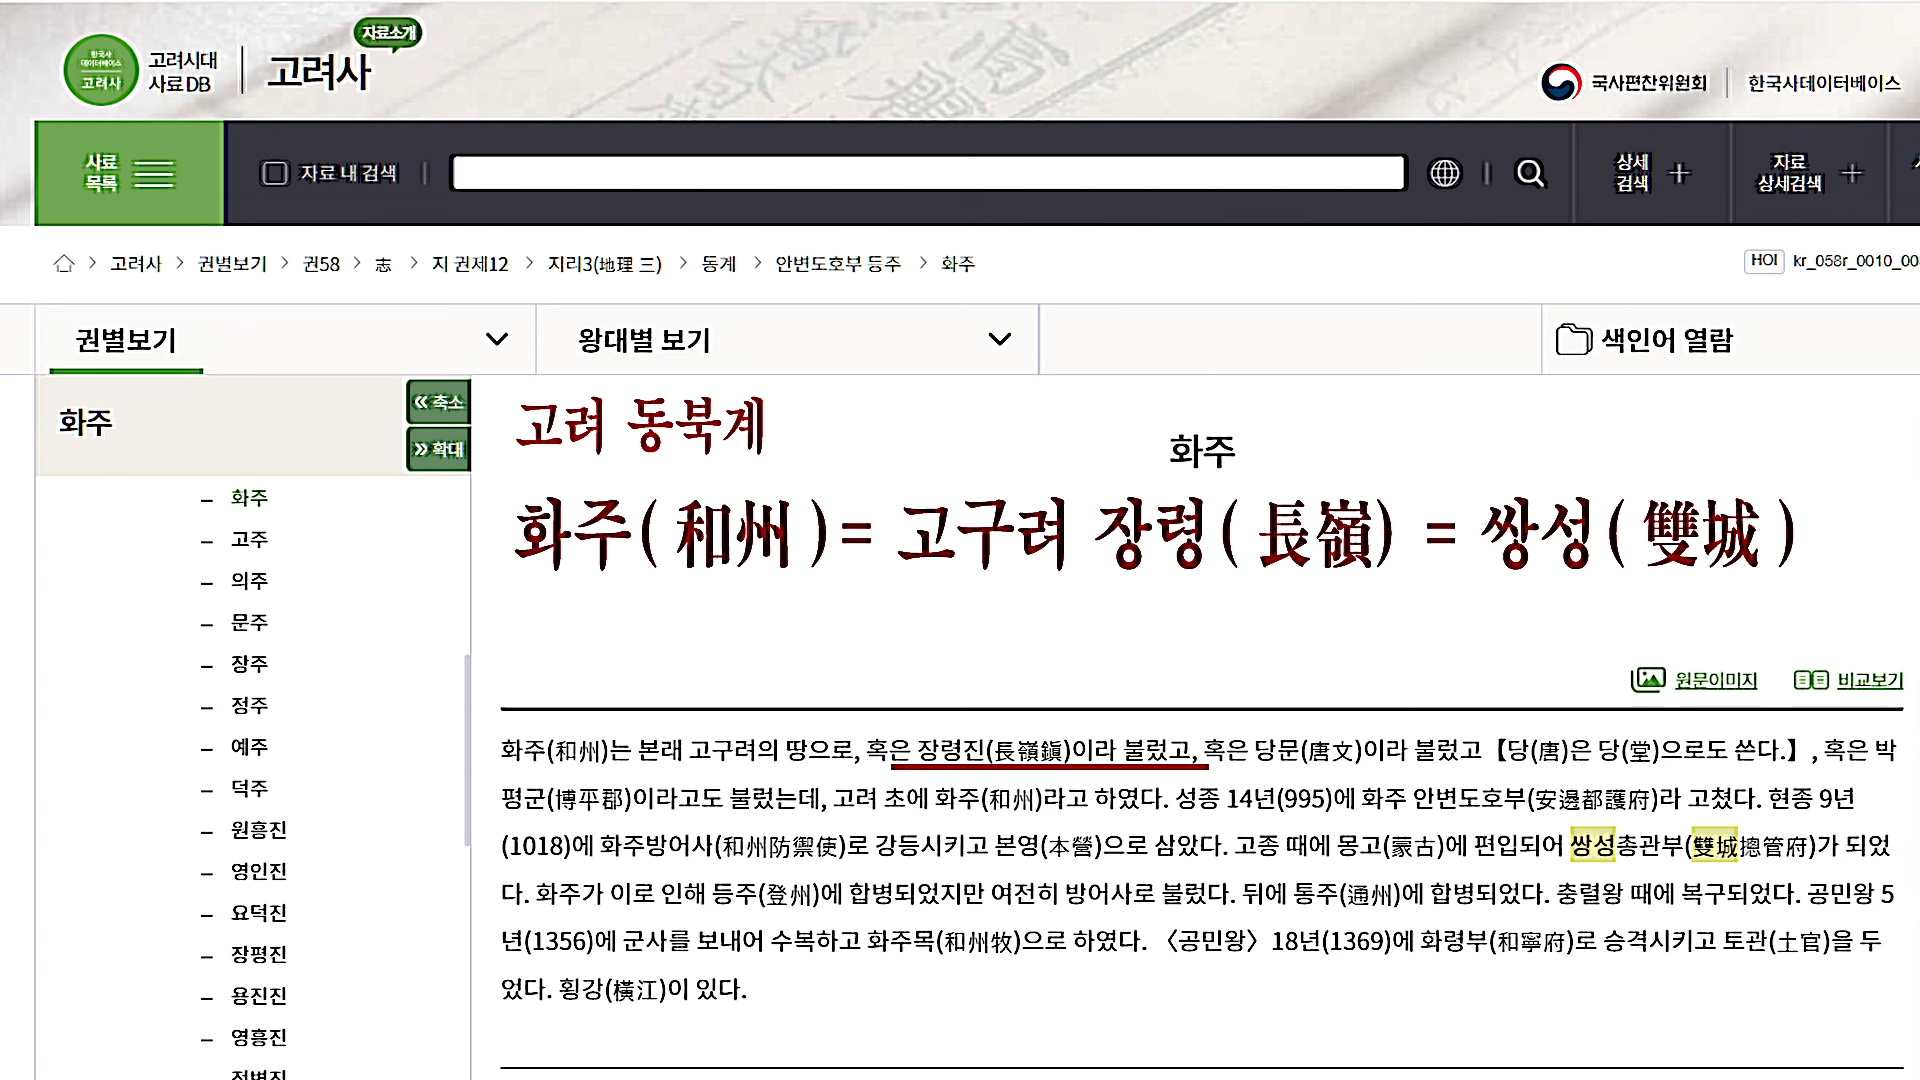 자료소개
한국사
데이터베이스
고려사
고려시대
사료DB
고려사
국사편찬위원회
한국사데이터베이스
사료
목록
자료 내 검색
상세
검색
자료
상세검색
고려사 > 권별보기 > 권58 > 志 > 지 권제12 > 지리3(地理 三) > 동계 > 안변도호부 등주 > 화주
HOI kr_058r_0010_00
권별보기
왕대별 보기
색인어 열람
화주
축소
확대
– 화주
– 고주
– 의주
– 문주
– 장주
– 정주
– 예주
– 덕주
– 원흥진
– 영인진
– 요덕진
– 장평진
– 용진진
– 영흥진
고려 동북계
화주
화주( 和州 )= 고구려 장령( 長嶺) = 쌍성( 雙城 )
원문이미지
비교보기
화주(和州)는 본래 고구려의 땅으로, 혹은 장령진(長嶺鎭)이라 불렀고, 혹은 당문(唐文)이라 불렀고【당(唐)은 당(堂)으로도 쓴다.】, 혹은 박
평군(博平郡)이라고도 불렀는데, 고려 초에 화주(和州)라고 하였다. 성종 14년(995)에 화주 안변도호부(安邊都護府)라 고쳤다. 현종 9년
(1018)에 화주방어사(和州防禦使)로 강등시키고 본영(本營)으로 삼았다. 고종 때에 몽고(蒙古)에 편입되어 쌍성총관부(雙城摠管府)가 되었
다. 화주가 이로 인해 등주(登州)에 합병되었지만 여전히 방어사로 불렀다. 뒤에 통주(通州)에 합병되었다. 충렬왕 때에 복구되었다. 공민왕 5
년(1356)에 군사를 보내어 수복하고 화주목(和州牧)으로 하였다. 〈공민왕〉 18년(1369)에 화령부(和寧府)로 승격시키고 토관(土官)을 두
었다. 횡강(橫江)이 있다.